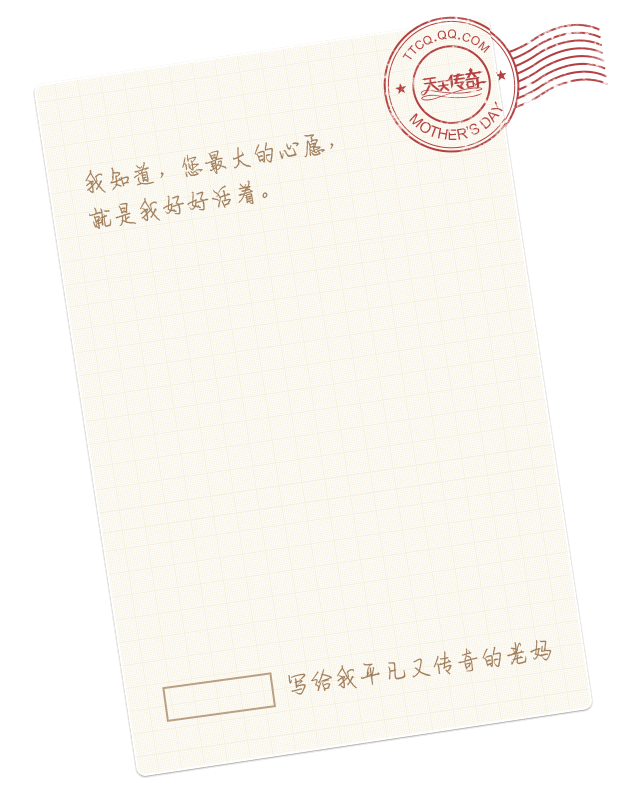 TTCQ.QQ.COM
天天传奇
MOTHER'S DAY
我知道，您最大的心愿，
就是我好好活着。
写给我平凡又传奇的老妈